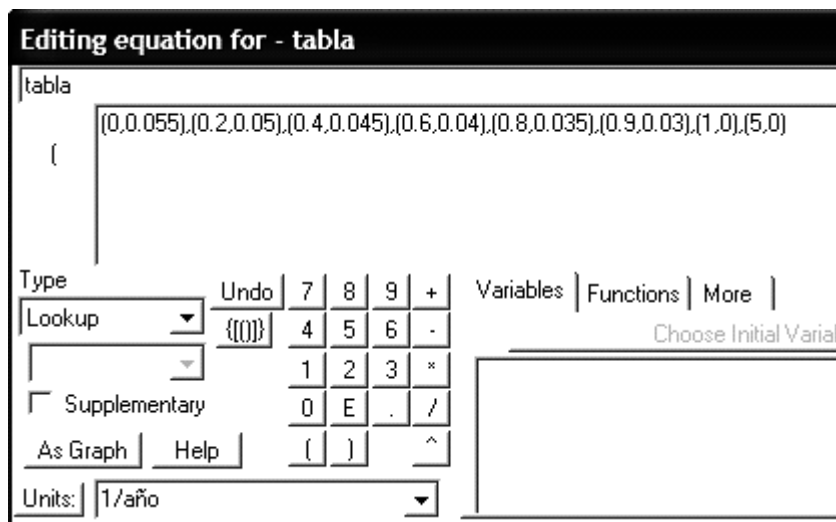 Editing equation for - tabla
tabla
(
(0,0.055),(0.2,0.05),(0.4,0.045),(0.6,0.04),(0.8,0.035),(0.9,0.03),(1,0),(5,0)
Type
Lookup
Undo 7 8 9 +
{[()]} 4 5 6 -
1 2 3 *
Supplementary 0 E . /
As Graph Help ( ) ^
Units: 1/año
Variables Functions More
Choose Initial Variab